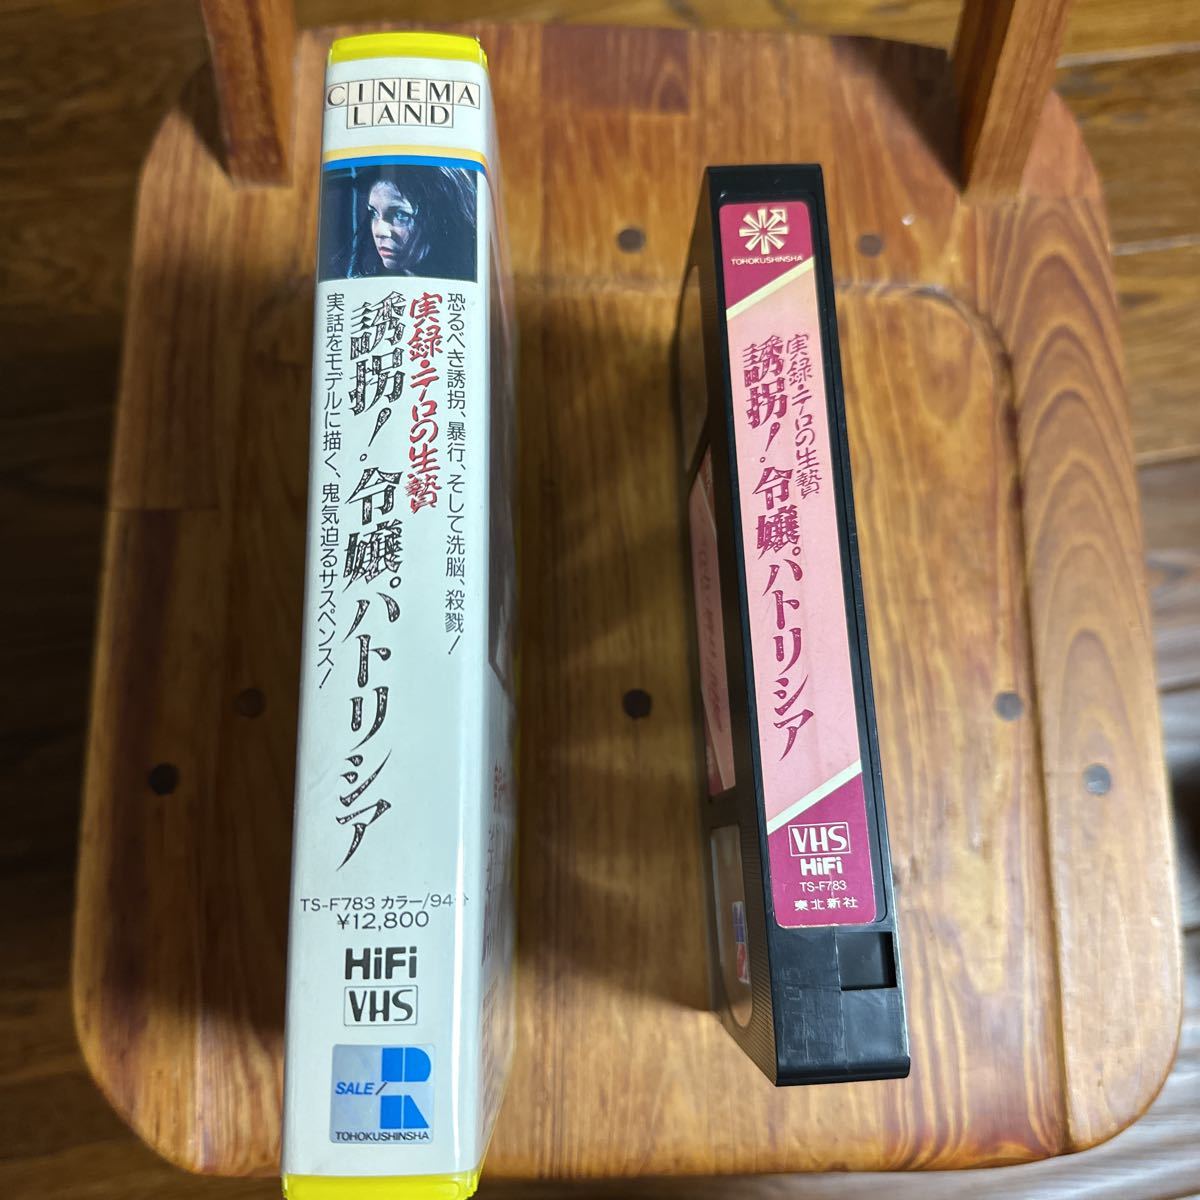 CINEMA
LAND
恐るべき誘拐、暴行、そして洗脳、殺戮！
実録・テロの生贄
誘拐！令嬢パトリシア
実話をモデルに描く、鬼気迫るサスペンス！
TS-F783 カラー/94分
¥12,800
HiFi
VHS
SALE/R
TOHOKUSHINSHA
TOHOKUSHINSHA
実録・テロの生贄
誘拐！令嬢パトリシア
VHS
HiFi
TS-F783
東北新社